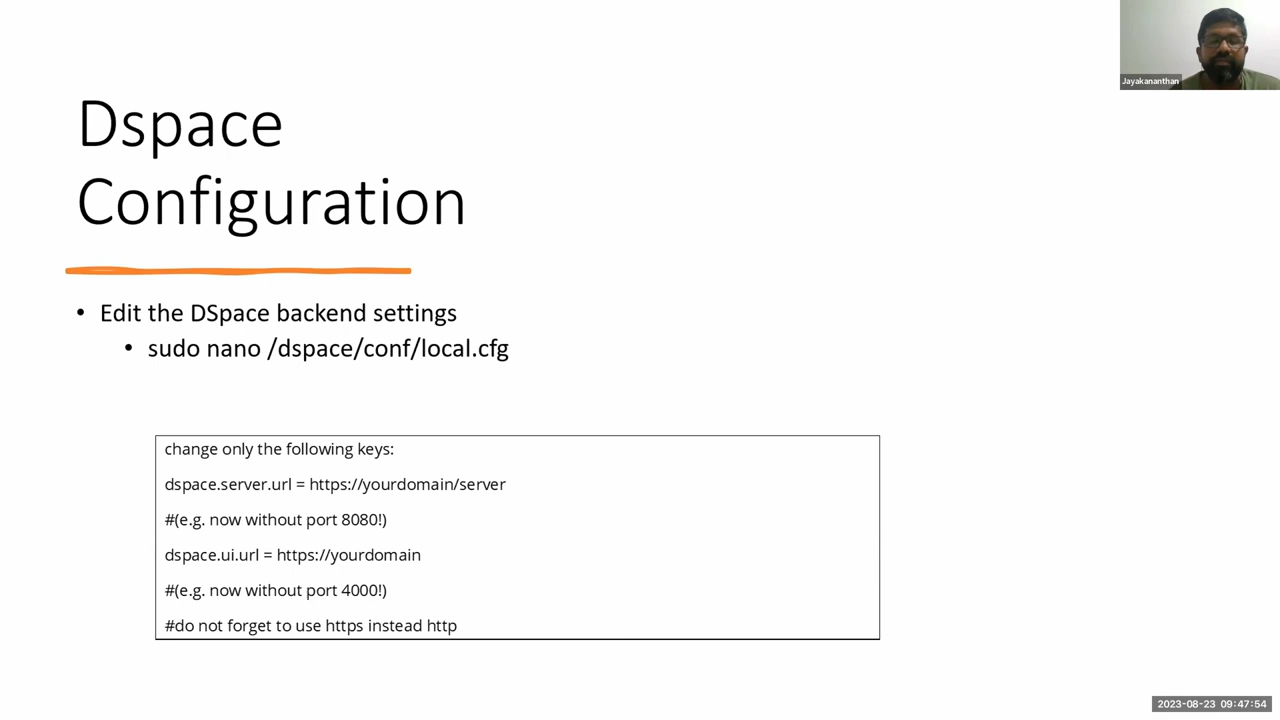 Jayakananthan
Dspace
Configuration
• Edit the DSpace backend settings
• sudo nano /dspace/conf/local.cfg
change only the following keys:
dspace.server.url = https://yourdomain/server
#(e.g. now without port 8080!)
dspace.ui.url = https://yourdomain
#(e.g. now without port 4000!)
#do not forget to use https instead http
2023-08-23 09:47:54